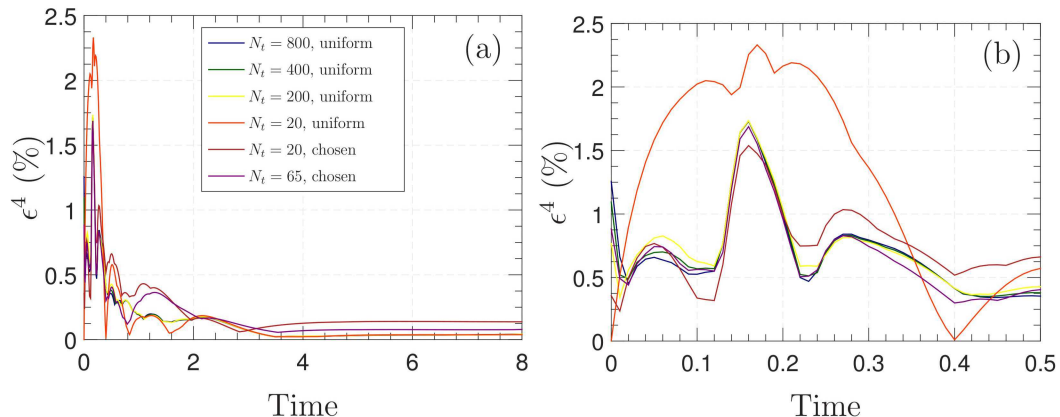 2.5
2
1.5
1
0.5
0
ϵ⁴ (%)
(a)
N_t = 800, uniform
N_t = 400, uniform
N_t = 200, uniform
N_t = 20, uniform
N_t = 20, chosen
N_t = 65, chosen
0 2 4 6 8
Time
2.5
2
1.5
1
0.5
0
ϵ⁴ (%)
(b)
0 0.1 0.2 0.3 0.4 0.5
Time